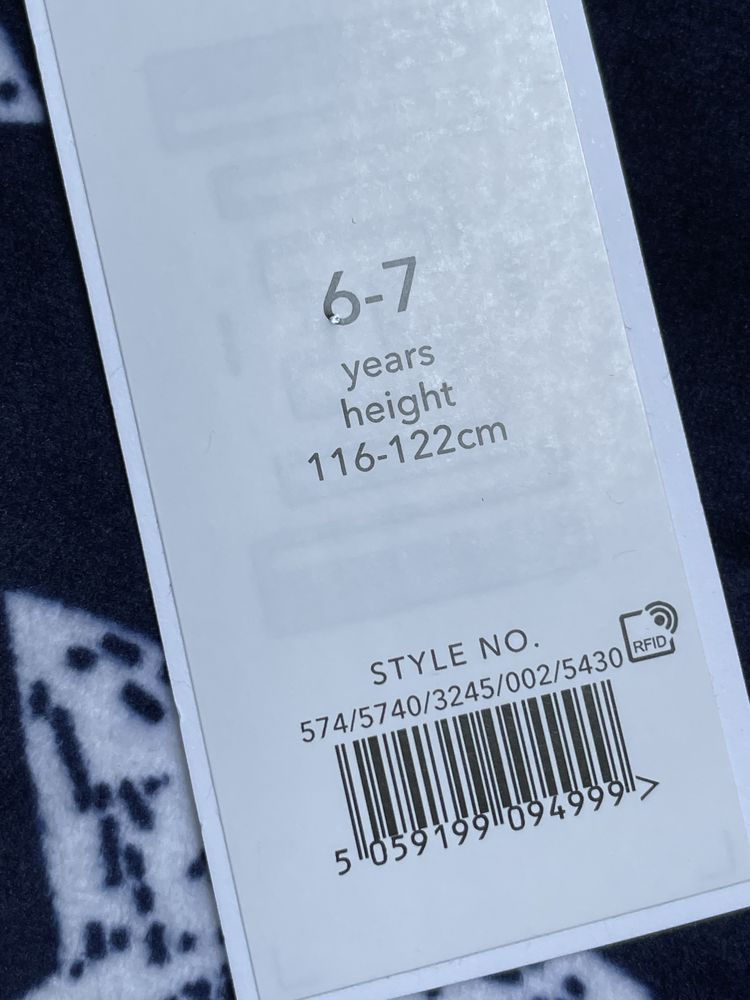 6-7
years
height
116-122cm
STYLE NO.
RFID
574/5740/3245/002/5430
5 059199 094999 >